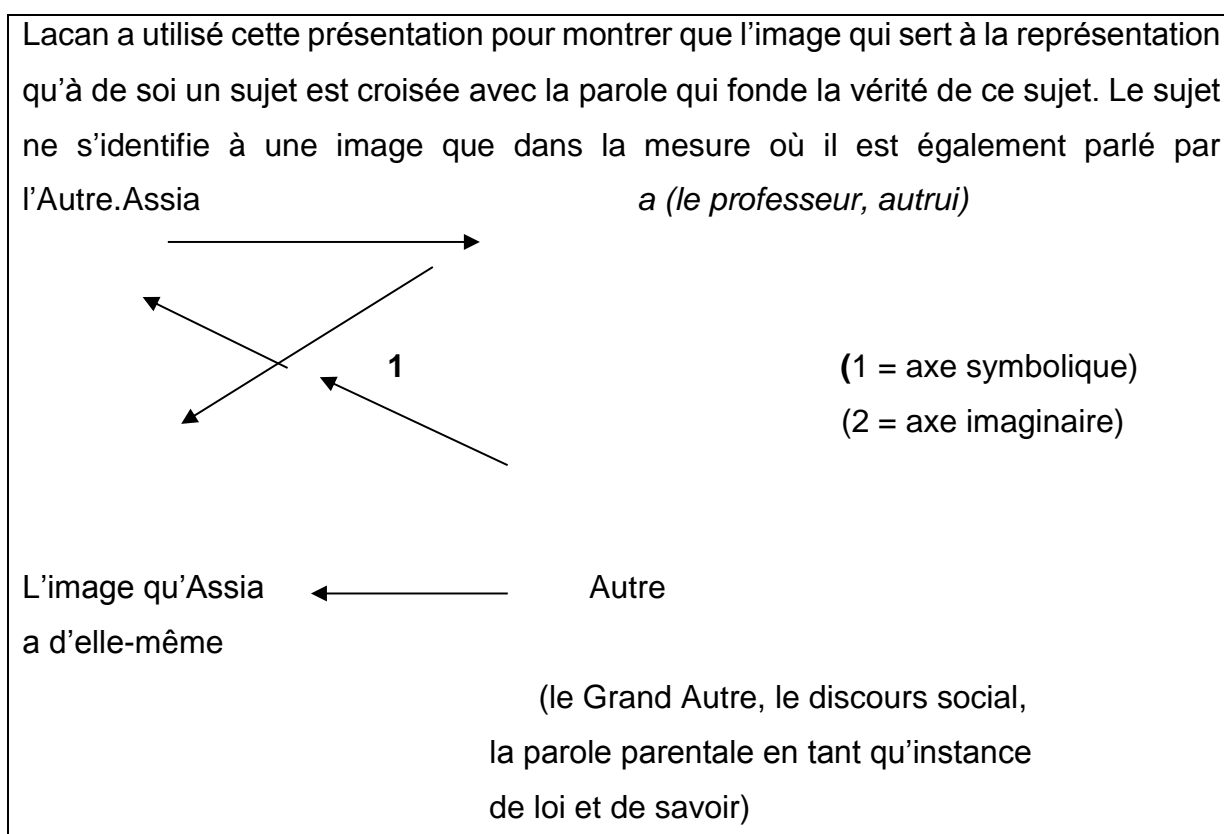 Lacan a utilisé cette présentation pour montrer que l’image qui sert à la représentation
qu’à de soi un sujet est croisée avec la parole qui fonde la vérité de ce sujet. Le sujet
ne s’identifie à une image que dans la mesure où il est également parlé par
l’Autre.Assia a (le professeur, autrui)
1 (1 = axe symbolique)
(2 = axe imaginaire)
L’image qu’Assia Autre
a d’elle-même
(le Grand Autre, le discours social,
la parole parentale en tant qu’instance
de loi et de savoir)